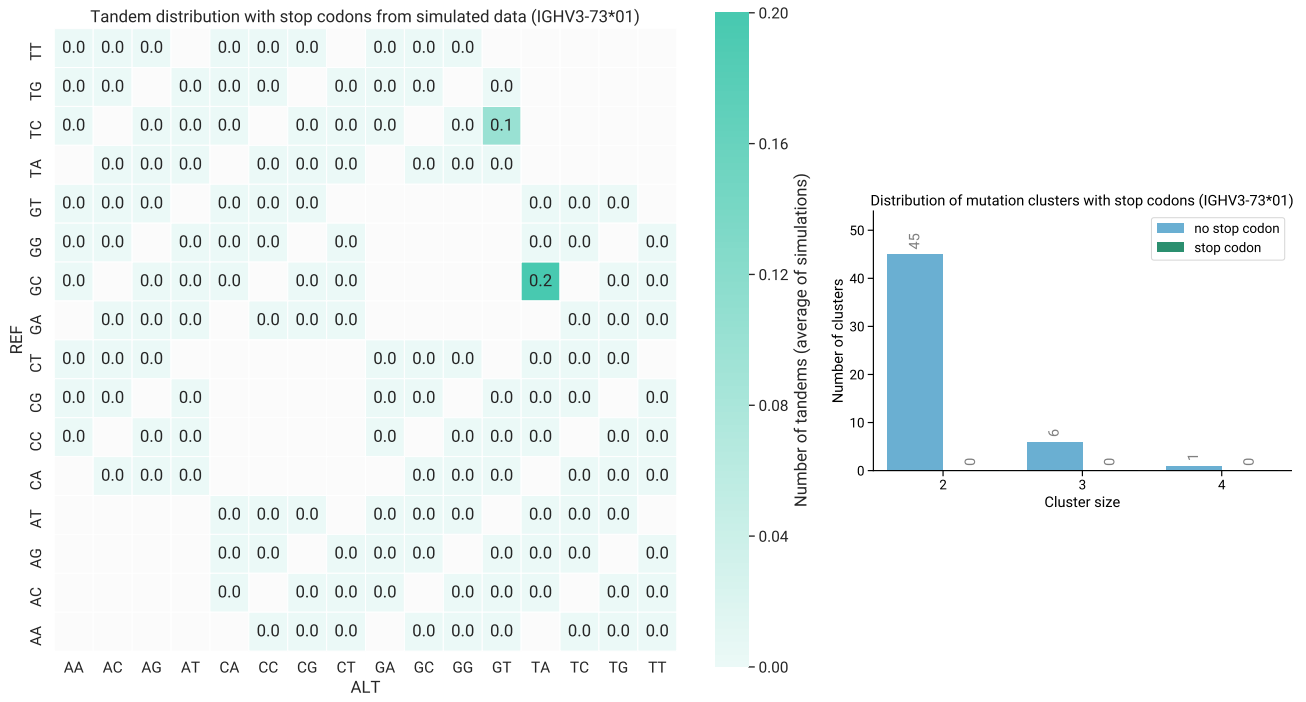 Tandem distribution with stop codons from simulated data (IGHV3-73*01)
TT 0.0 0.0 0.0 0.0 0.0 0.0 0.0 0.0 0.0
TG 0.0 0.0 0.0 0.0 0.0 0.0 0.0 0.0 0.0
TC 0.0 0.0 0.0 0.0 0.0 0.0 0.0 0.0 0.1
TA 0.0 0.0 0.0 0.0 0.0 0.0 0.0 0.0 0.0
GT 0.0 0.0 0.0 0.0 0.0 0.0 0.0 0.0 0.0
GG 0.0 0.0 0.0 0.0 0.0 0.0 0.0 0.0 0.0
GC 0.0 0.0 0.0 0.0 0.0 0.0 0.2 0.0 0.0
GA 0.0 0.0 0.0 0.0 0.0 0.0 0.0 0.0 0.0
CT 0.0 0.0 0.0 0.0 0.0 0.0 0.0 0.0 0.0
CG 0.0 0.0 0.0 0.0 0.0 0.0 0.0 0.0 0.0
CC 0.0 0.0 0.0 0.0 0.0 0.0 0.0 0.0 0.0
CA 0.0 0.0 0.0 0.0 0.0 0.0 0.0 0.0 0.0
AT 0.0 0.0 0.0 0.0 0.0 0.0 0.0 0.0 0.0
AG 0.0 0.0 0.0 0.0 0.0 0.0 0.0 0.0 0.0
AC 0.0 0.0 0.0 0.0 0.0 0.0 0.0 0.0 0.0
AA 0.0 0.0 0.0 0.0 0.0 0.0 0.0 0.0 0.0
AA AC AG AT CA CC CG CT GA GC GG GT TA TC TG TT
ALT
REF
0.20
0.16
0.12
0.08
0.04
0.00
Number of tandems (average of simulations)
Distribution of mutation clusters with stop codons (IGHV3-73*01)
no stop codon
stop codon
50
40
30
20
10
0
Number of clusters
45 0 6 0 1 0
2 3 4
Cluster size